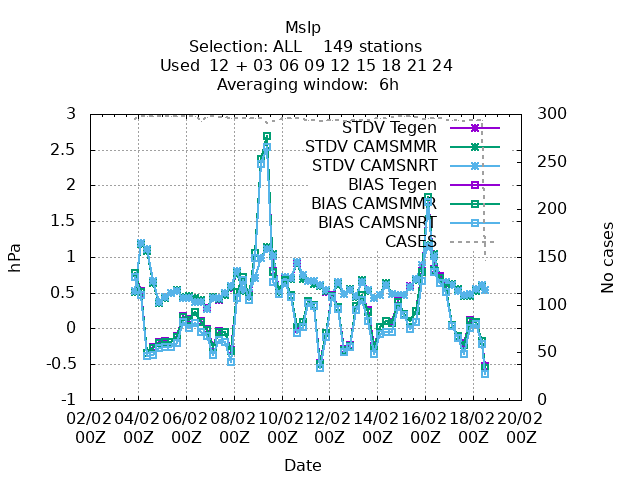 Mslp
Selection: ALL 149 stations
Used 12 + 03 06 09 12 15 18 21 24
Averaging window: 6h
STDV Tegen
STDV CAMSMMR
STDV CAMSNRT
BIAS Tegen
BIAS CAMSMMR
BIAS CAMSNRT
CASES
3
2.5
2
1.5
1
0.5
0
-0.5
-1
hPa
300
250
200
150
100
50
0
No cases
02/02 04/02 06/02 08/02 10/02 12/02 14/02 16/02 18/02 20/02
00Z 00Z 00Z 00Z 00Z 00Z 00Z 00Z 00Z 00Z
Date